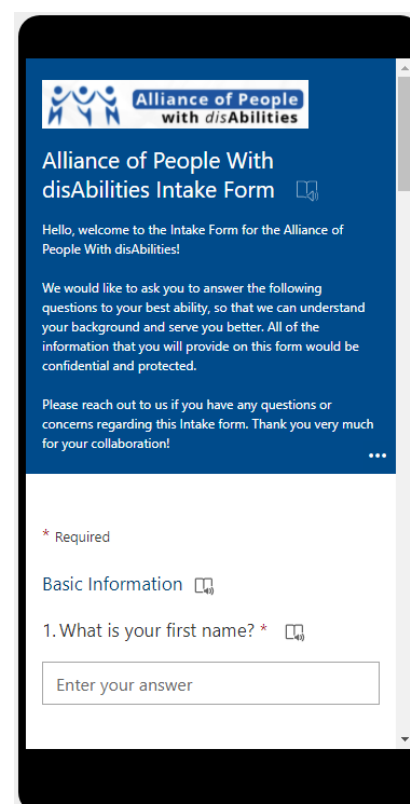 Alliance of People
with disAbilities
Alliance of People With
disAbilities Intake Form
Hello, welcome to the Intake Form for the Alliance of
People With disAbilities!
We would like to ask you to answer the following
questions to your best ability, so that we can understand
your background and serve you better. All of the
information that you will provide on this form would be
confidential and protected.
Please reach out to us if you have any questions or
concerns regarding this Intake form. Thank you very much
for your collaboration!
* Required
Basic Information
1. What is your first name? *
Enter your answer